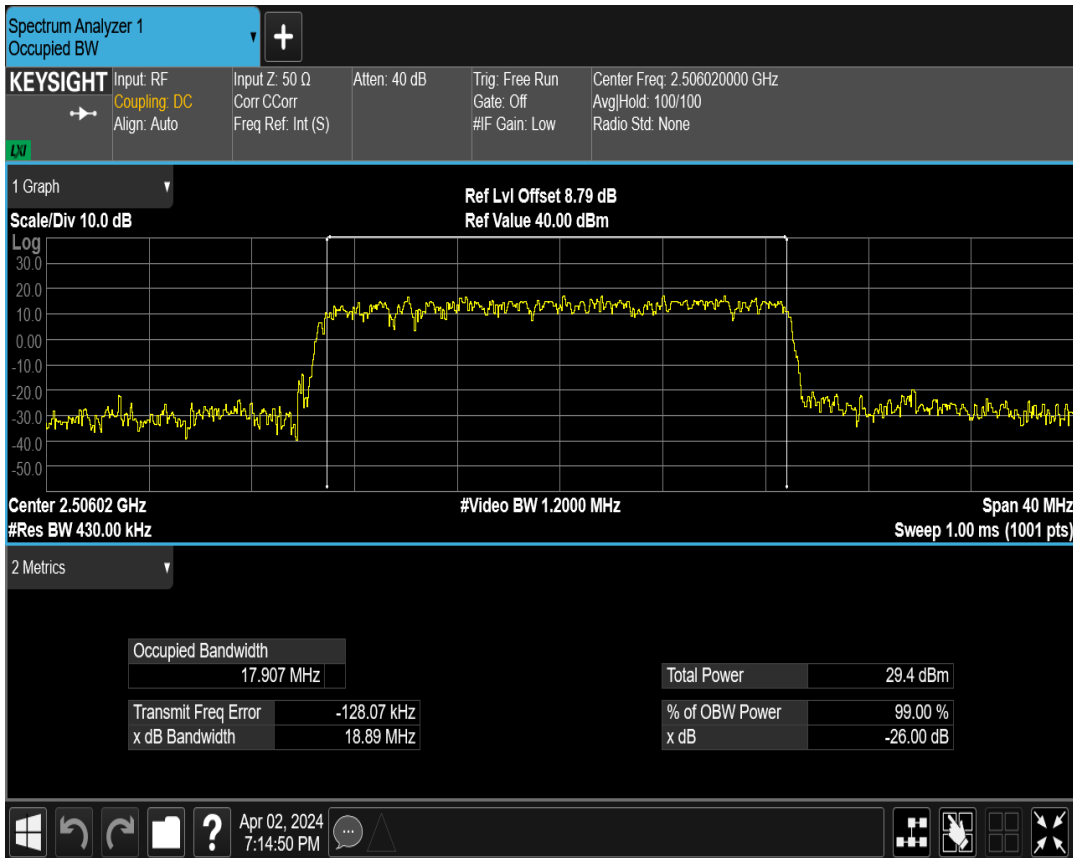 Spectrum Analyzer 1
Occupied BW
KEYSIGHT
Input: RF
Coupling: DC
Align: Auto
Input Z: 50 Ω
Corr CCorr
Freq Ref: Int (S)
Atten: 40 dB
Trig: Free Run
Gate: Off
#IF Gain: Low
Center Freq: 2.506020000 GHz
Avg|Hold: 100/100
Radio Std: None
LXI
1 Graph
Scale/Div 10.0 dB
Ref Lvl Offset 8.79 dB
Ref Value 40.00 dBm
Log
30.0
20.0
10.0
0.00
-10.0
-20.0
-30.0
-40.0
-50.0
Center 2.50602 GHz
#Video BW 1.2000 MHz
Span 40 MHz
#Res BW 430.00 kHz
Sweep 1.00 ms (1001 pts)
2 Metrics
Occupied Bandwidth
17.907 MHz
Total Power 29.4 dBm
Transmit Freq Error -128.07 kHz
% of OBW Power 99.00 %
x dB Bandwidth 18.89 MHz
x dB -26.00 dB
Apr 02, 2024
7:14:50 PM